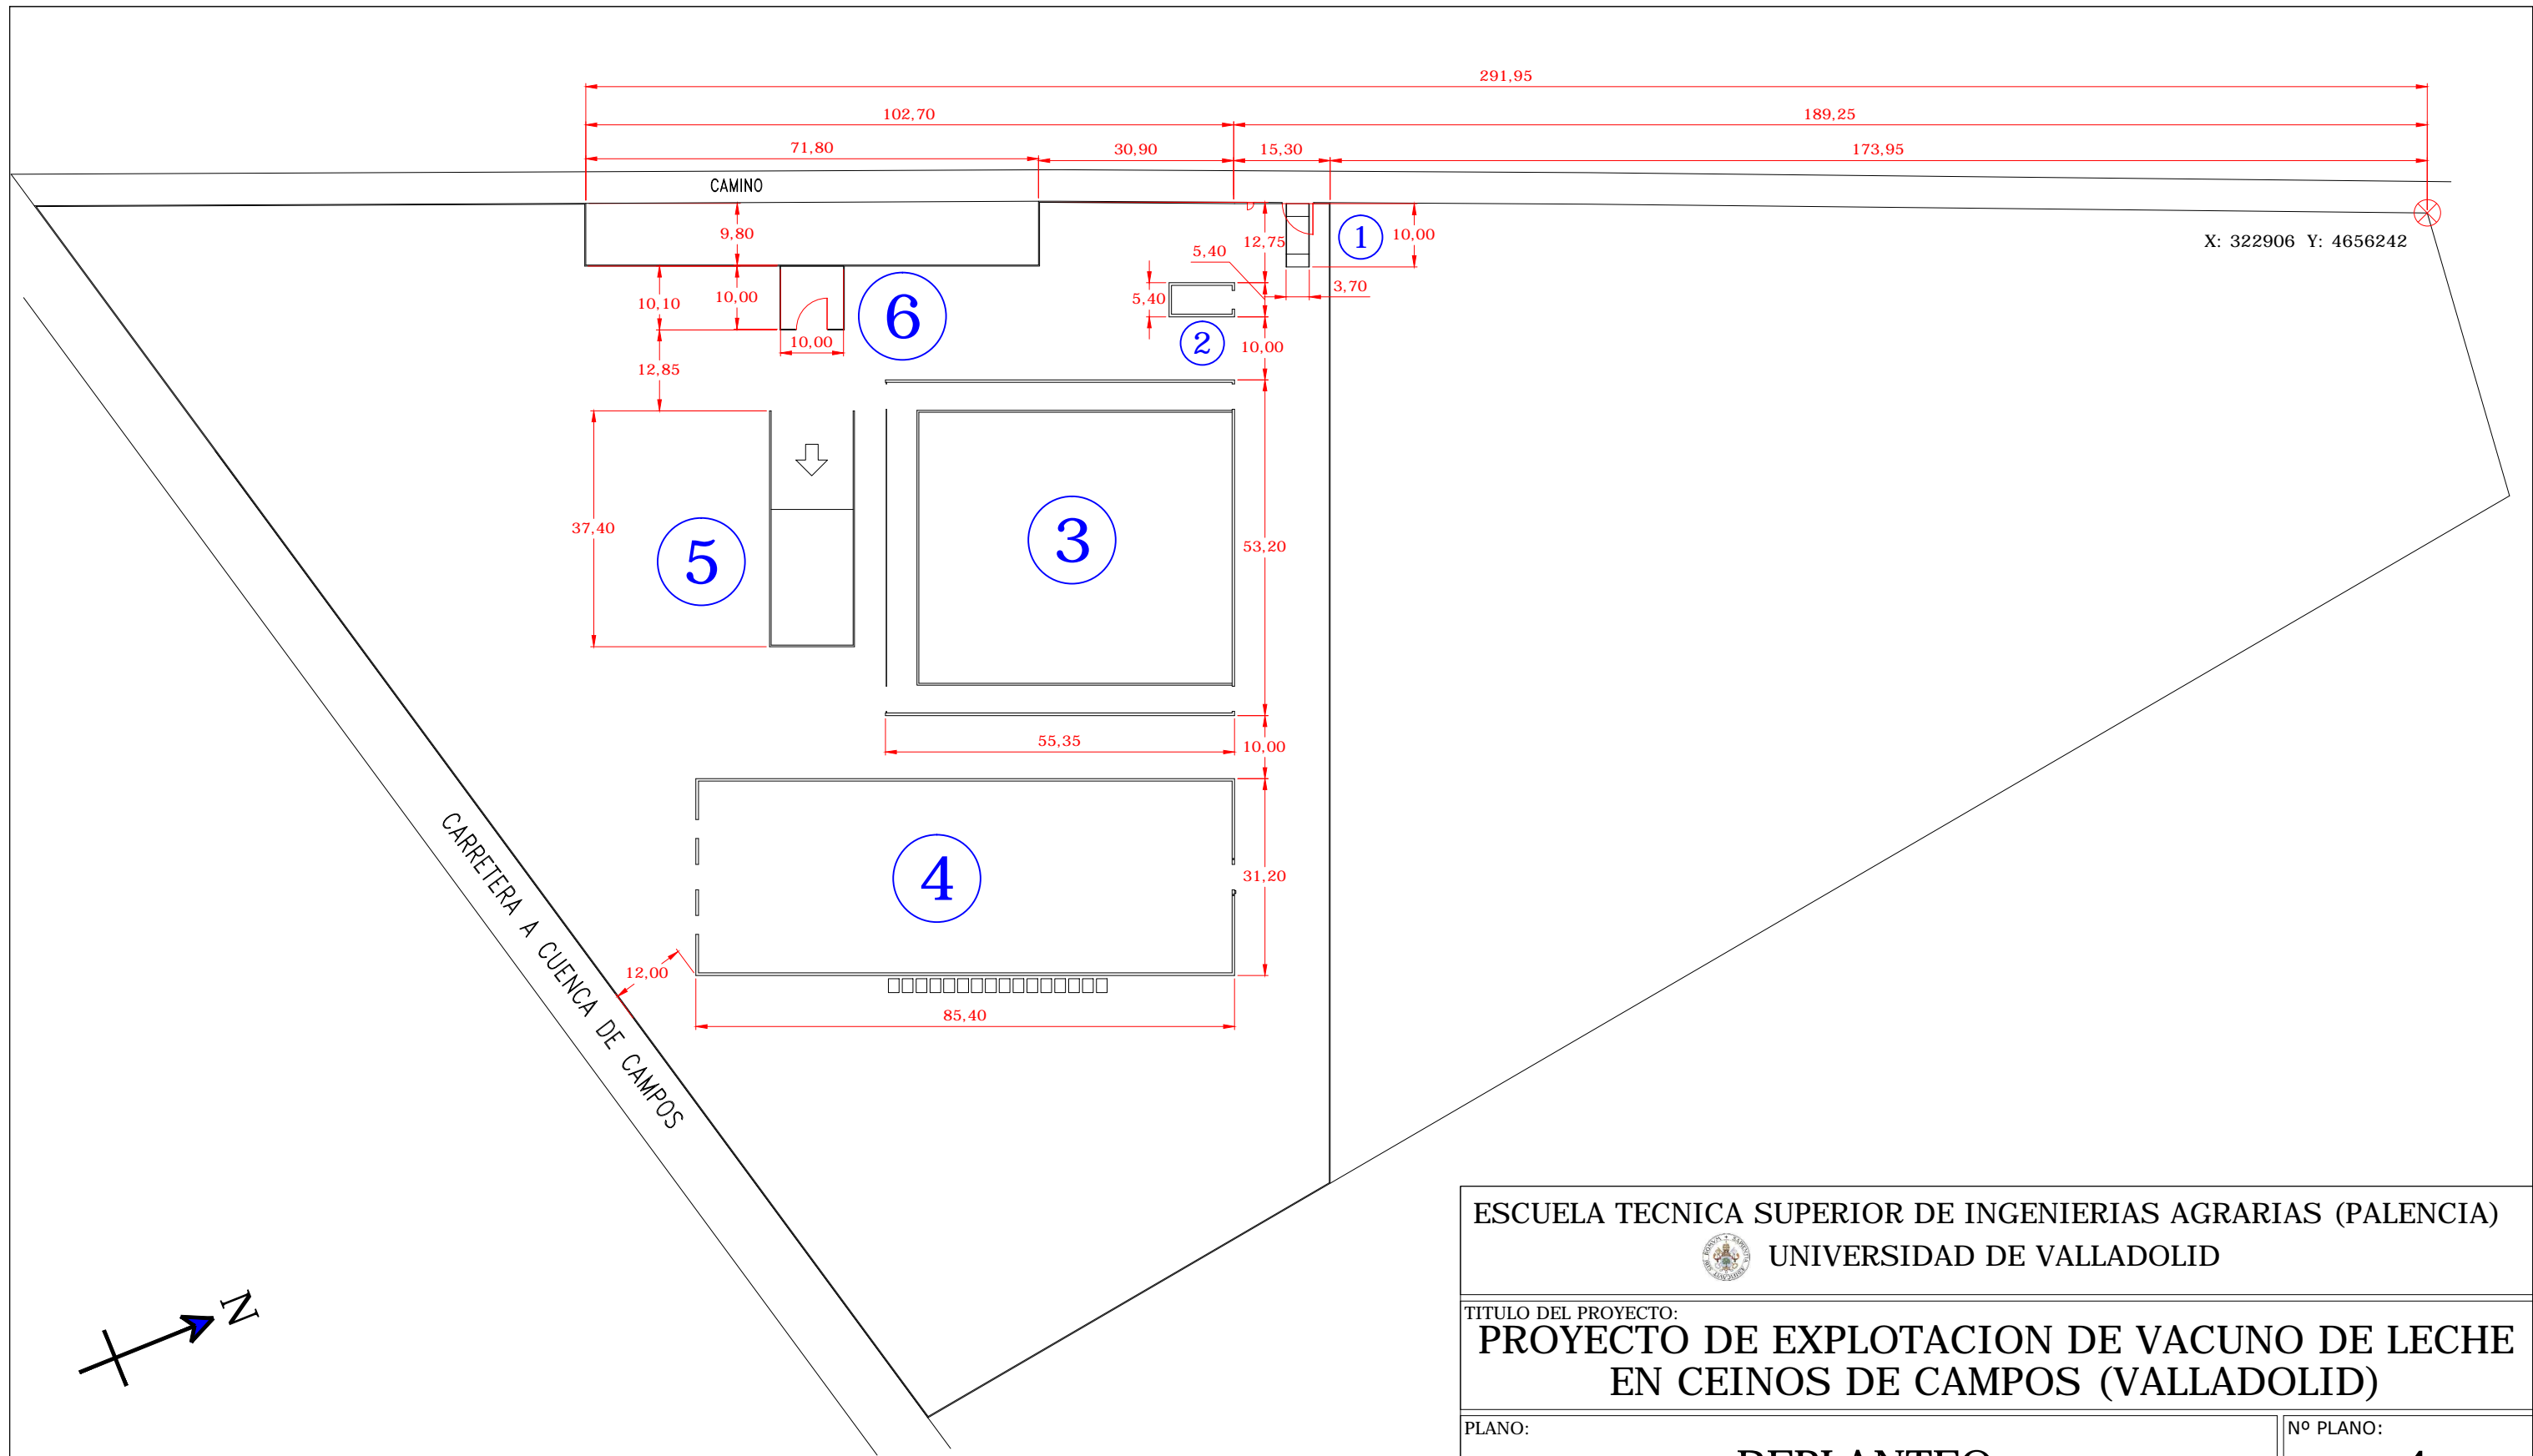 291,95
102,70
189,25
71,80
30,90
15,30
173,95
CAMINO
9,80
12,75
1
10,00
X: 322906 Y: 4656242
5,40
10,10
10,00
5,40
3,70
6
10,00
2
10,00
12,85
37,40
5
3
53,20
55,35
10,00
4
31,20
12,00
85,40
CARRETERA A CUENCA DE CAMPOS
N
ESCUELA TECNICA SUPERIOR DE INGENIERIAS AGRARIAS (PALENCIA)
UNIVERSIDAD DE VALLADOLID
TITULO DEL PROYECTO:
PROYECTO DE EXPLOTACION DE VACUNO DE LECHE
EN CEINOS DE CAMPOS (VALLADOLID)
PLANO:
Nº PLANO:
REPLANTEO